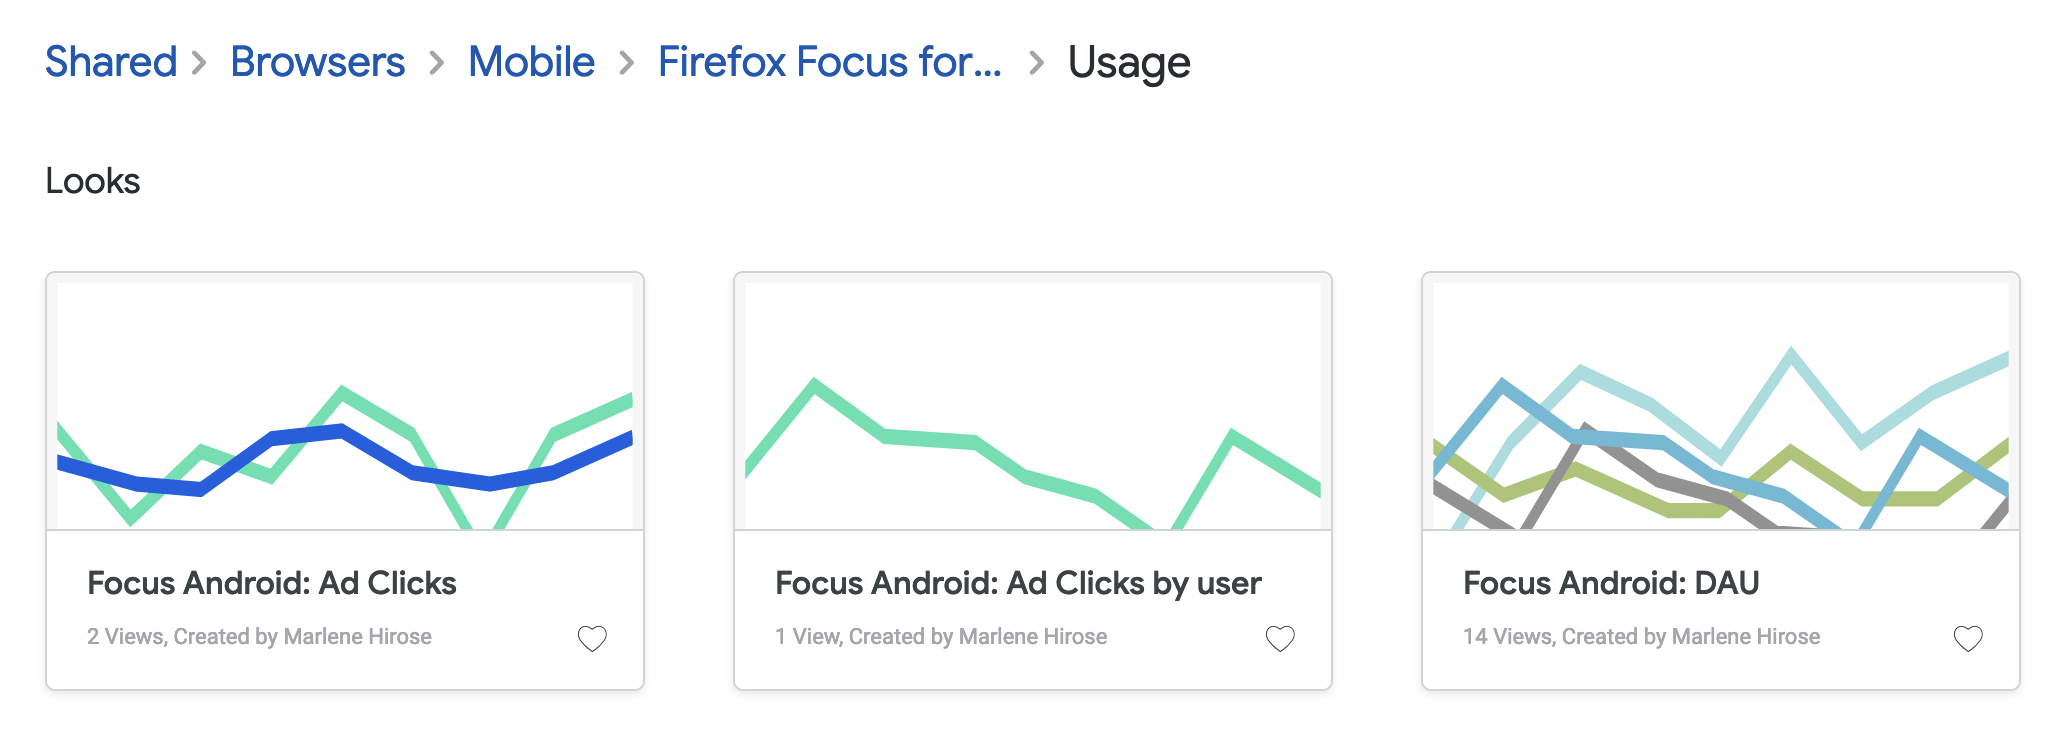 Shared > Browsers > Mobile > Firefox Focus for... > Usage
Looks
Focus Android: Ad Clicks
2 Views, Created by Marlene Hirose
Focus Android: Ad Clicks by user
1 View, Created by Marlene Hirose
Focus Android: DAU
14 Views, Created by Marlene Hirose